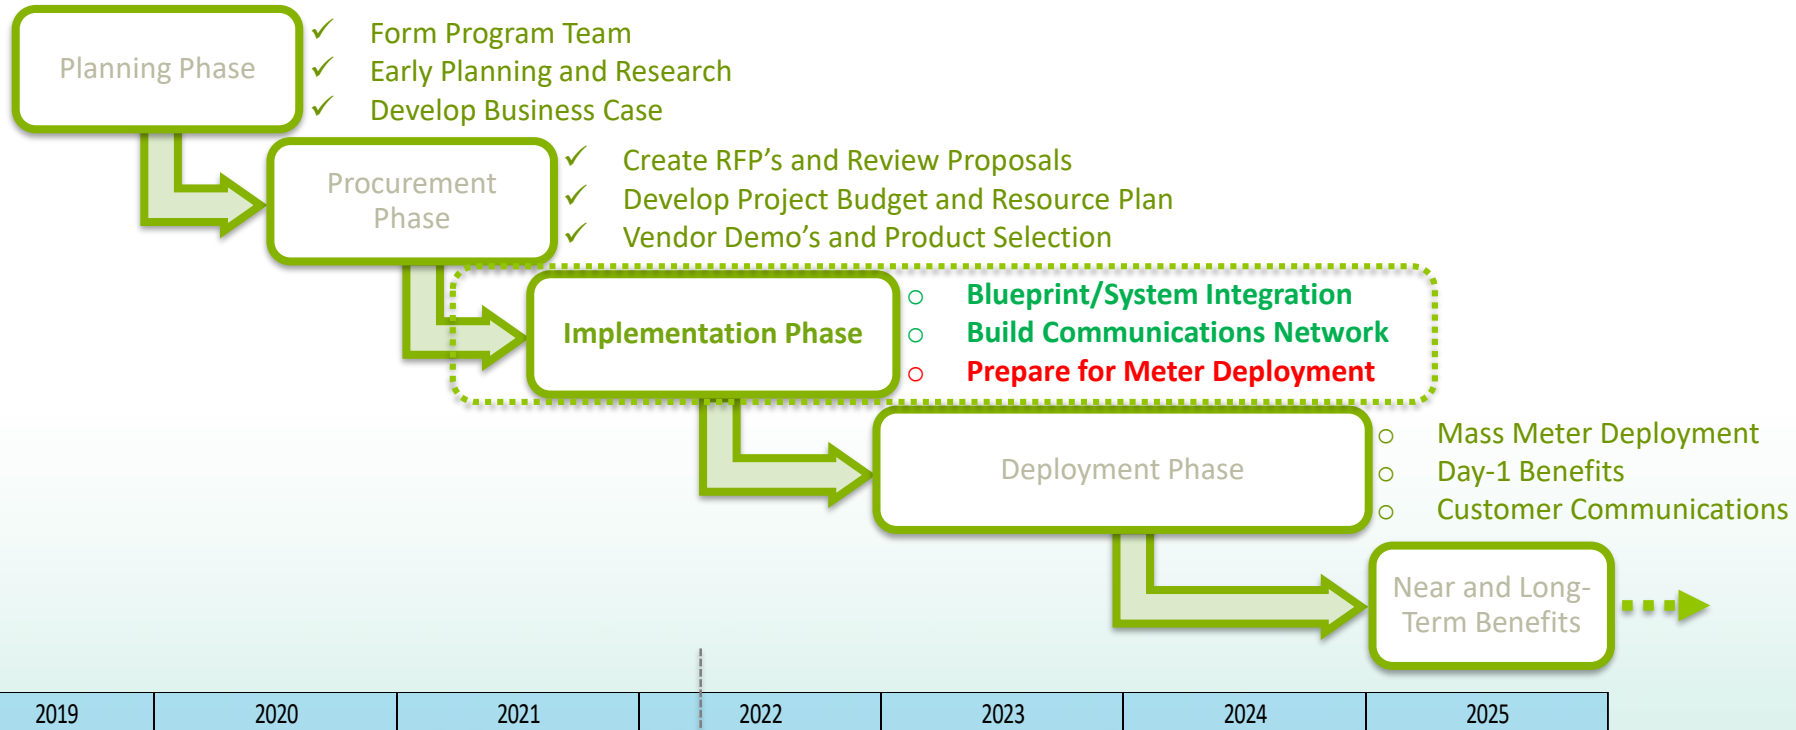 Planning Phase
✓ Form Program Team
✓ Early Planning and Research
✓ Develop Business Case
Procurement
Phase
✓ Create RFP's and Review Proposals
✓ Develop Project Budget and Resource Plan
✓ Vendor Demo's and Product Selection
Implementation Phase
o Blueprint/System Integration
o Build Communications Network
o Prepare for Meter Deployment
Deployment Phase
o Mass Meter Deployment
o Day-1 Benefits
o Customer Communications
Near and Long-
Term Benefits
2019 2020 2021 2022 2023 2024 2025